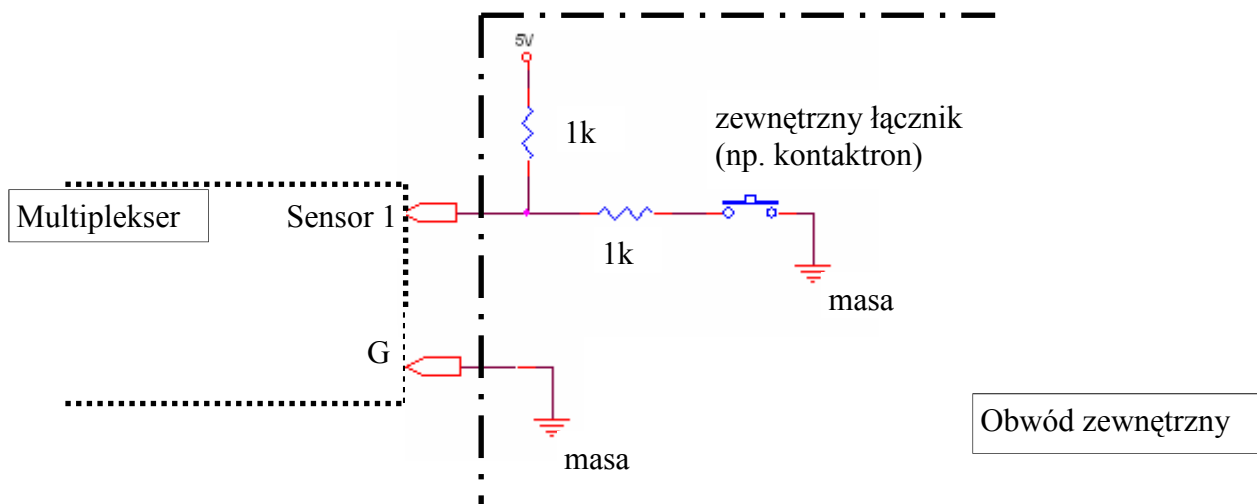 5V
1k
zewnętrzny łącznik
(np. kontaktron)
Multiplekser
Sensor 1
1k
masa
G
Obwód zewnętrzny
masa